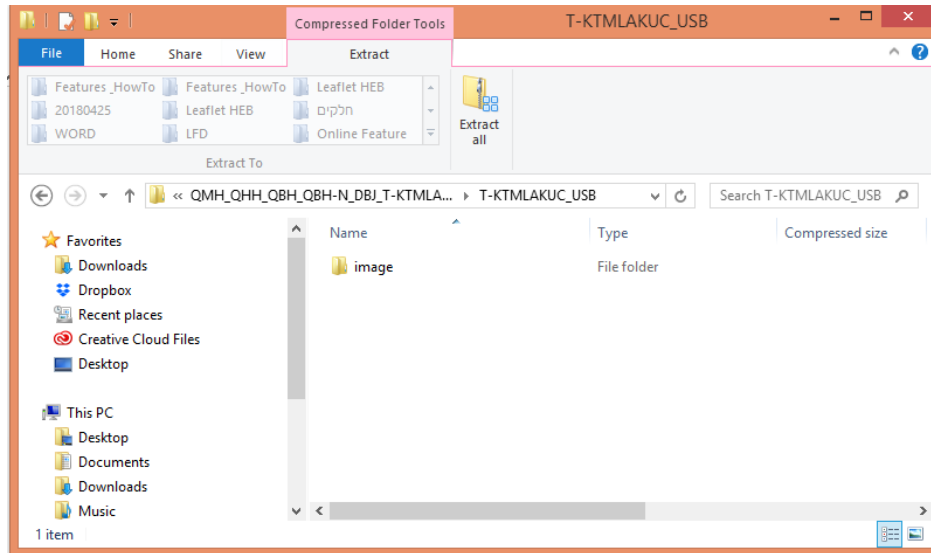 Compressed Folder Tools
T-KTMLAKUC_USB
File Home Share View Extract
Features_HowTo Features_HowTo Leaflet HEB
20180425 Leaflet HEB חלקים
WORD LFD Online Feature
Extract all
Extract To
« QMH_QHH_QBH_QBH-N_DBJ_T-KTMLA... T-KTMLAKUC_USB
Search T-KTMLAKUC_USB
Favorites
Downloads
Dropbox
Recent places
Creative Cloud Files
Desktop
This PC
Desktop
Documents
Downloads
Music
Name Type Compressed size
image File folder
1 item